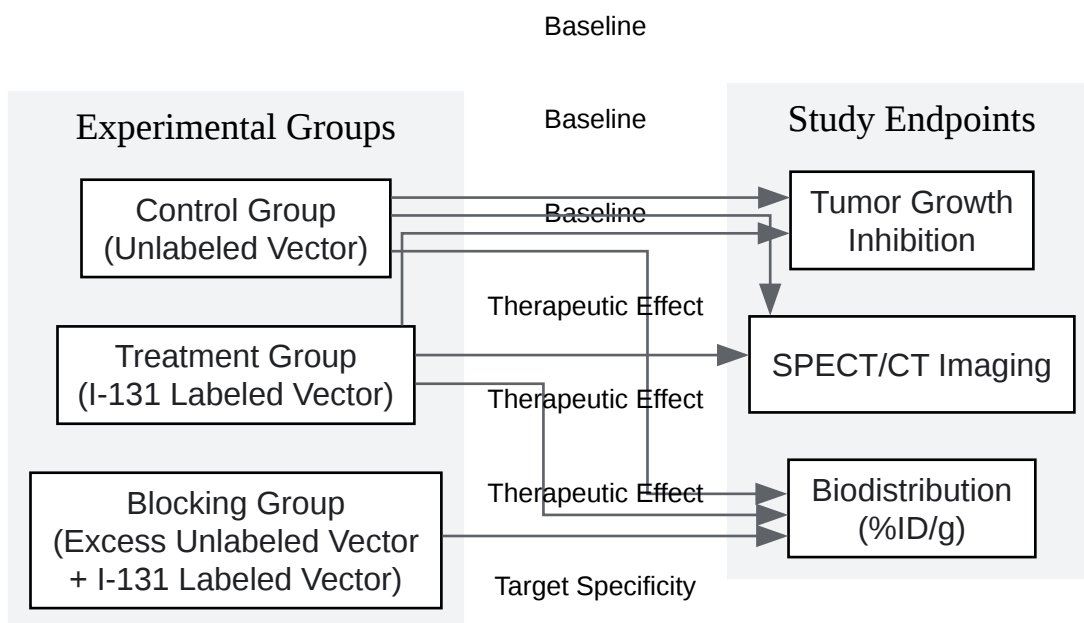 Baseline
Experimental Groups
Baseline
Study Endpoints
Control Group
(Unlabeled Vector)
Baseline
Tumor Growth
Inhibition
Therapeutic Effect
Treatment Group
(I-131 Labeled Vector)
SPECT/CT Imaging
Therapeutic Effect
Blocking Group
(Excess Unlabeled Vector
+ I-131 Labeled Vector)
Therapeutic Effect
Biodistribution
(%ID/g)
Target Specificity